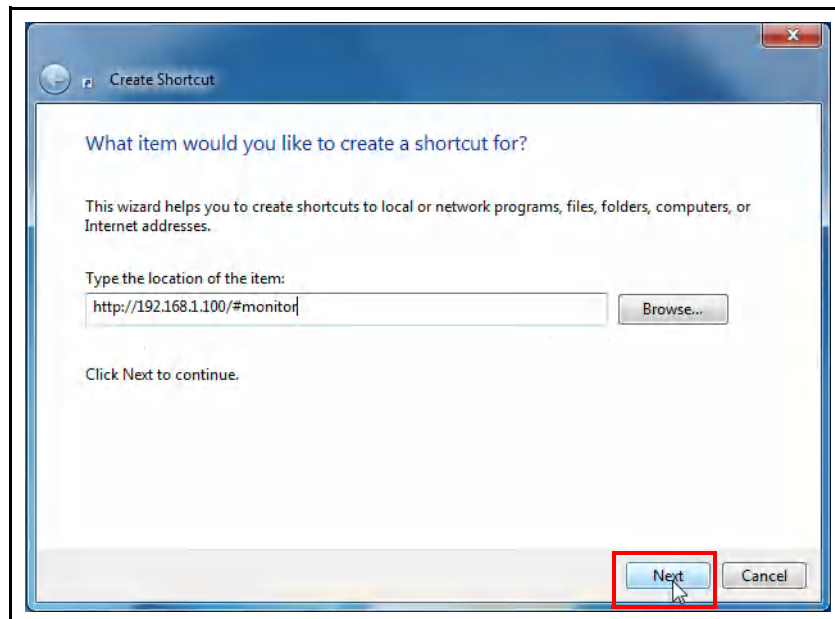 Create Shortcut
What item would you like to create a shortcut for?
This wizard helps you to create shortcuts to local or network programs, files, folders, computers, or
Internet addresses.
Type the location of the item:
http://192.168.1.100/#monitor
Browse...
Click Next to continue.
Next
Cancel